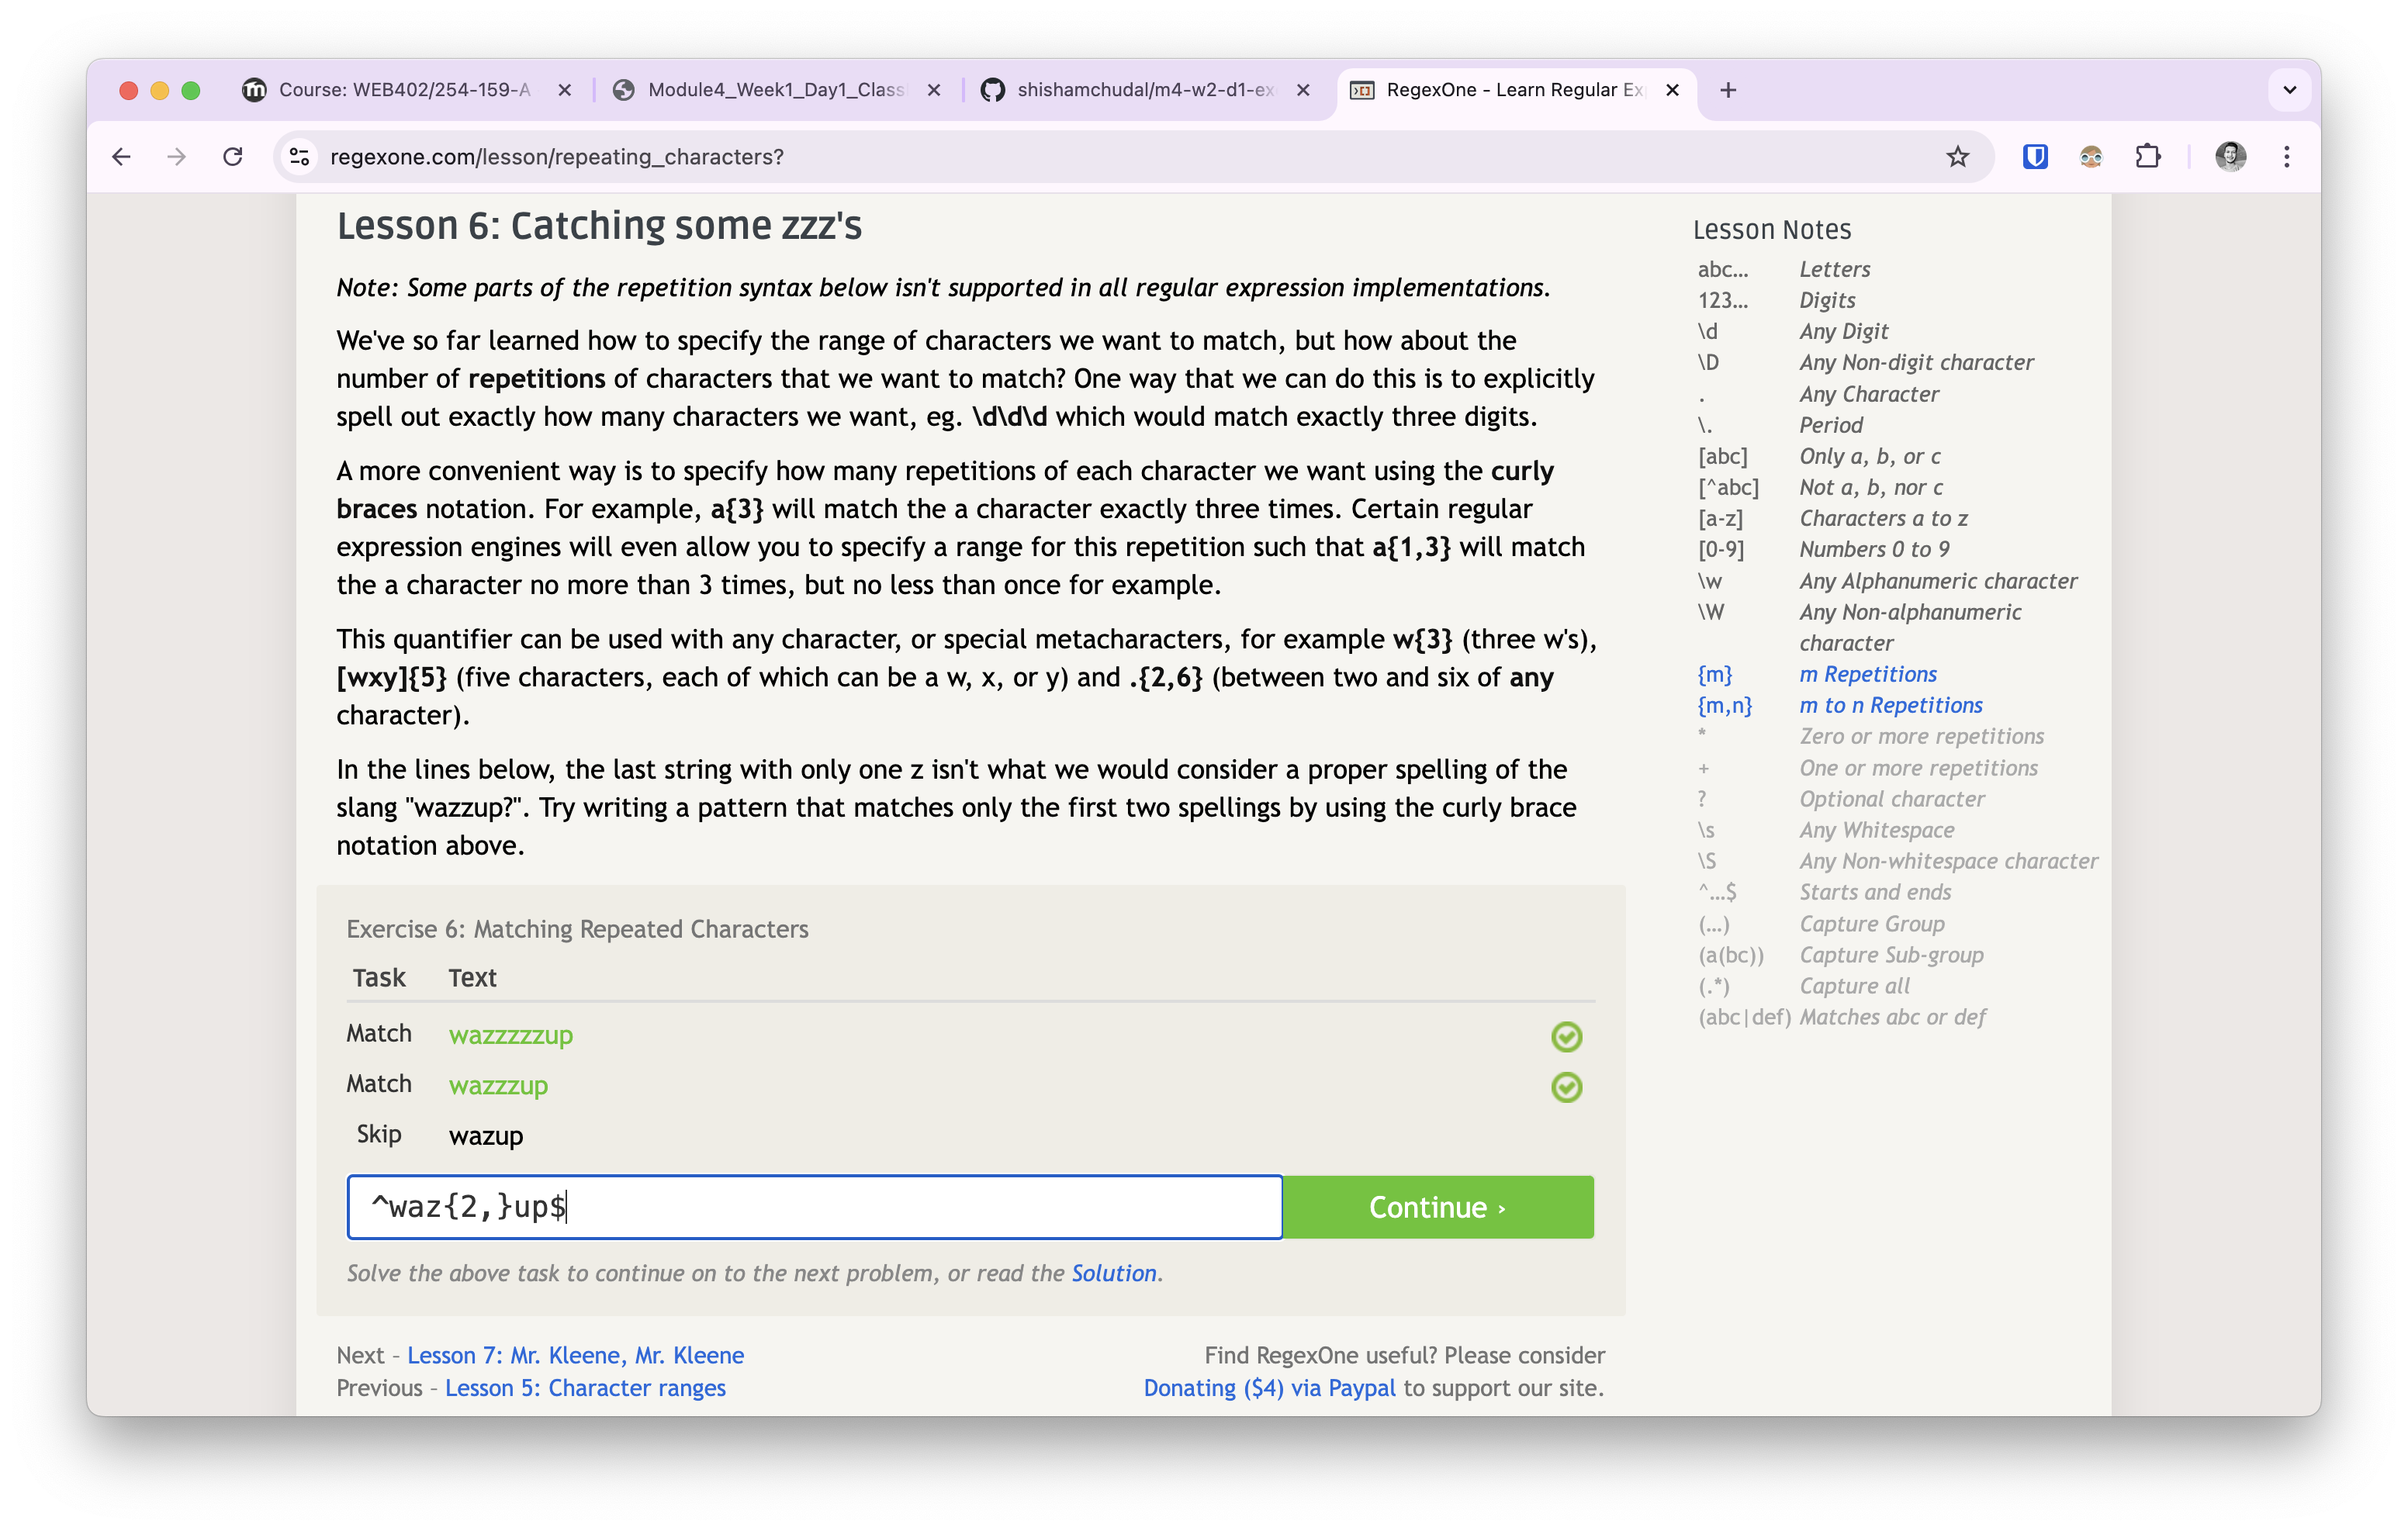 Course: WEB402/254-159-A
Module4_Week1_Day1_Class
shishamchudal/m4-w2-d1-ex
RegexOne - Learn Regular Ex
regexone.com/lesson/repeating_characters?
Lesson 6: Catching some zzz's
Note: Some parts of the repetition syntax below isn't supported in all regular expression implementations.
We've so far learned how to specify the range of characters we want to match, but how about the
number of repetitions of characters that we want to match? One way that we can do this is to explicitly
spell out exactly how many characters we want, eg. \d\d\d which would match exactly three digits.
A more convenient way is to specify how many repetitions of each character we want using the curly
braces notation. For example, a{3} will match the a character exactly three times. Certain regular
expression engines will even allow you to specify a range for this repetition such that a{1,3} will match
the a character no more than 3 times, but no less than once for example.
This quantifier can be used with any character, or special metacharacters, for example w{3} (three w's),
[wxy]{5} (five characters, each of which can be a w, x, or y) and .{2,6} (between two and six of any
character).
In the lines below, the last string with only one z isn't what we would consider a proper spelling of the
slang "wazzup?". Try writing a pattern that matches only the first two spellings by using the curly brace
notation above.
Exercise 6: Matching Repeated Characters
Task Text
Match wazzzzzup
Match wazzzup
Skip wazup
^waz{2,}up$
Continue ›
Solve the above task to continue on to the next problem, or read the Solution.
Next – Lesson 7: Mr. Kleene, Mr. Kleene
Previous – Lesson 5: Character ranges
Find RegexOne useful? Please consider
Donating ($4) via Paypal to support our site.
Lesson Notes
abc… Letters
123… Digits
\d Any Digit
\D Any Non-digit character
. Any Character
\. Period
[abc] Only a, b, or c
[^abc] Not a, b, nor c
[a-z] Characters a to z
[0-9] Numbers 0 to 9
\w Any Alphanumeric character
\W Any Non-alphanumeric
character
{m} m Repetitions
{m,n} m to n Repetitions
* Zero or more repetitions
+ One or more repetitions
? Optional character
\s Any Whitespace
\S Any Non-whitespace character
^…$ Starts and ends
(…) Capture Group
(a(bc)) Capture Sub-group
(.*) Capture all
(abc|def) Matches abc or def